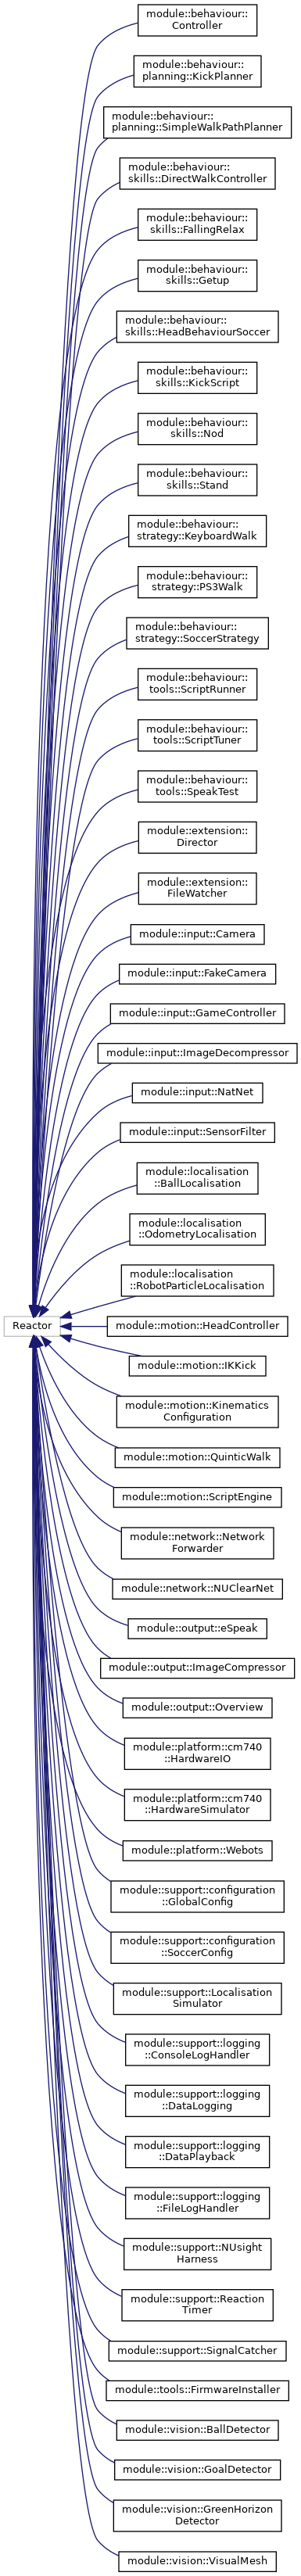 module::behaviour::
Controller
module::behaviour::
planning::KickPlanner
module::behaviour::
planning::SimpleWalkPathPlanner
module::behaviour::
skills::DirectWalkController
module::behaviour::
skills::FallingRelax
module::behaviour::
skills::Getup
module::behaviour::
skills::HeadBehaviourSoccer
module::behaviour::
skills::KickScript
module::behaviour::
skills::Nod
module::behaviour::
skills::Stand
module::behaviour::
strategy::KeyboardWalk
module::behaviour::
strategy::PS3Walk
module::behaviour::
strategy::SoccerStrategy
module::behaviour::
tools::ScriptRunner
module::behaviour::
tools::ScriptTuner
module::behaviour::
tools::SpeakTest
module::extension::
Director
module::extension::
FileWatcher
module::input::Camera
module::input::FakeCamera
module::input::GameController
module::input::ImageDecompressor
module::input::NatNet
module::input::SensorFilter
module::localisation
::BallLocalisation
module::localisation
::OdometryLocalisation
module::localisation
::RobotParticleLocalisation
Reactor
module::motion::HeadController
module::motion::IKKick
module::motion::Kinematics
Configuration
module::motion::QuinticWalk
module::motion::ScriptEngine
module::network::Network
Forwarder
module::network::NUClearNet
module::output::eSpeak
module::output::ImageCompressor
module::output::Overview
module::platform::cm740
::HardwareIO
module::platform::cm740
::HardwareSimulator
module::platform::Webots
module::support::configuration
::GlobalConfig
module::support::configuration
::SoccerConfig
module::support::Localisation
Simulator
module::support::logging
::ConsoleLogHandler
module::support::logging
::DataLogging
module::support::logging
::DataPlayback
module::support::logging
::FileLogHandler
module::support::NUsight
Harness
module::support::Reaction
Timer
module::support::SignalCatcher
module::tools::FirmwareInstaller
module::vision::BallDetector
module::vision::GoalDetector
module::vision::GreenHorizon
Detector
module::vision::VisualMesh